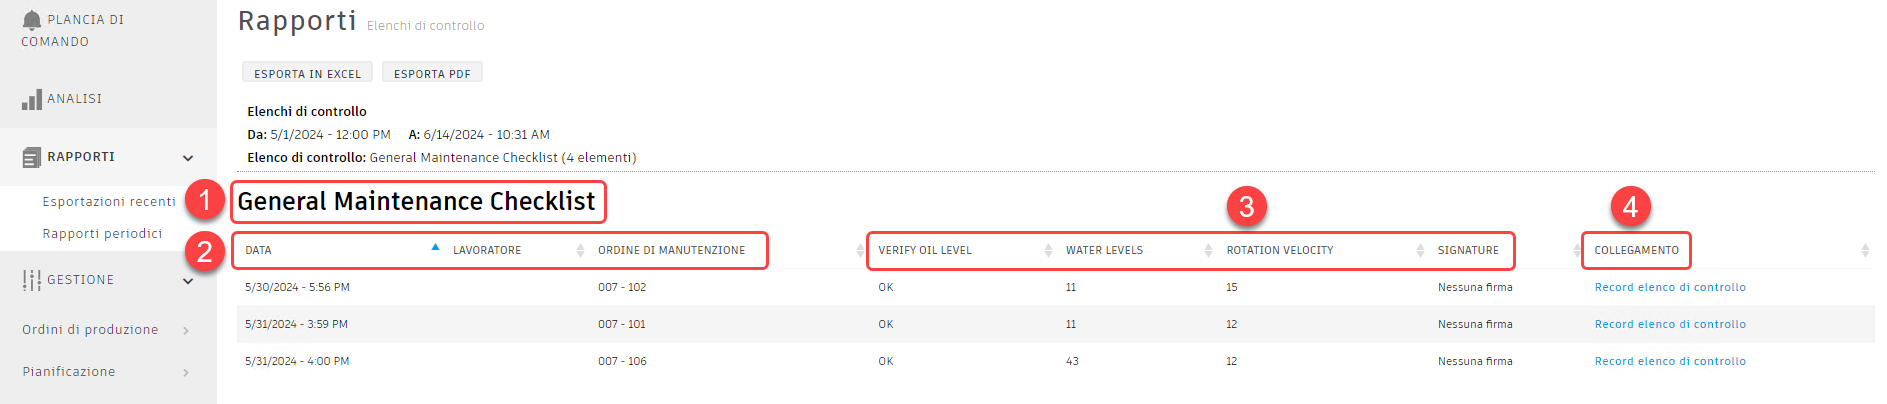 PLANCIA DI
COMANDO
ANALISI
RAPPORTI
Esportazioni recenti
Rapporti periodici
GESTIONE
Ordini di produzione
Pianificazione
Rapporti Elenchi di controllo
ESPORTA IN EXCEL ESPORTA PDF
Elenchi di controllo
Da: 5/1/2024 - 12:00 PM A: 6/14/2024 - 10:31 AM
Elenco di controllo: General Maintenance Checklist (4 elementi)
1 General Maintenance Checklist 3 4
2 DATA LAVORATORE ORDINE DI MANUTENZIONE VERIFY OIL LEVEL WATER LEVELS ROTATION VELOCITY SIGNATURE COLLEGAMENTO
5/30/2024 - 5:56 PM 007 - 102 OK 11 15 Nessuna firma Record elenco di controllo
5/31/2024 - 3:59 PM 007 - 101 OK 11 12 Nessuna firma Record elenco di controllo
5/31/2024 - 4:00 PM 007 - 106 OK 43 12 Nessuna firma Record elenco di controllo